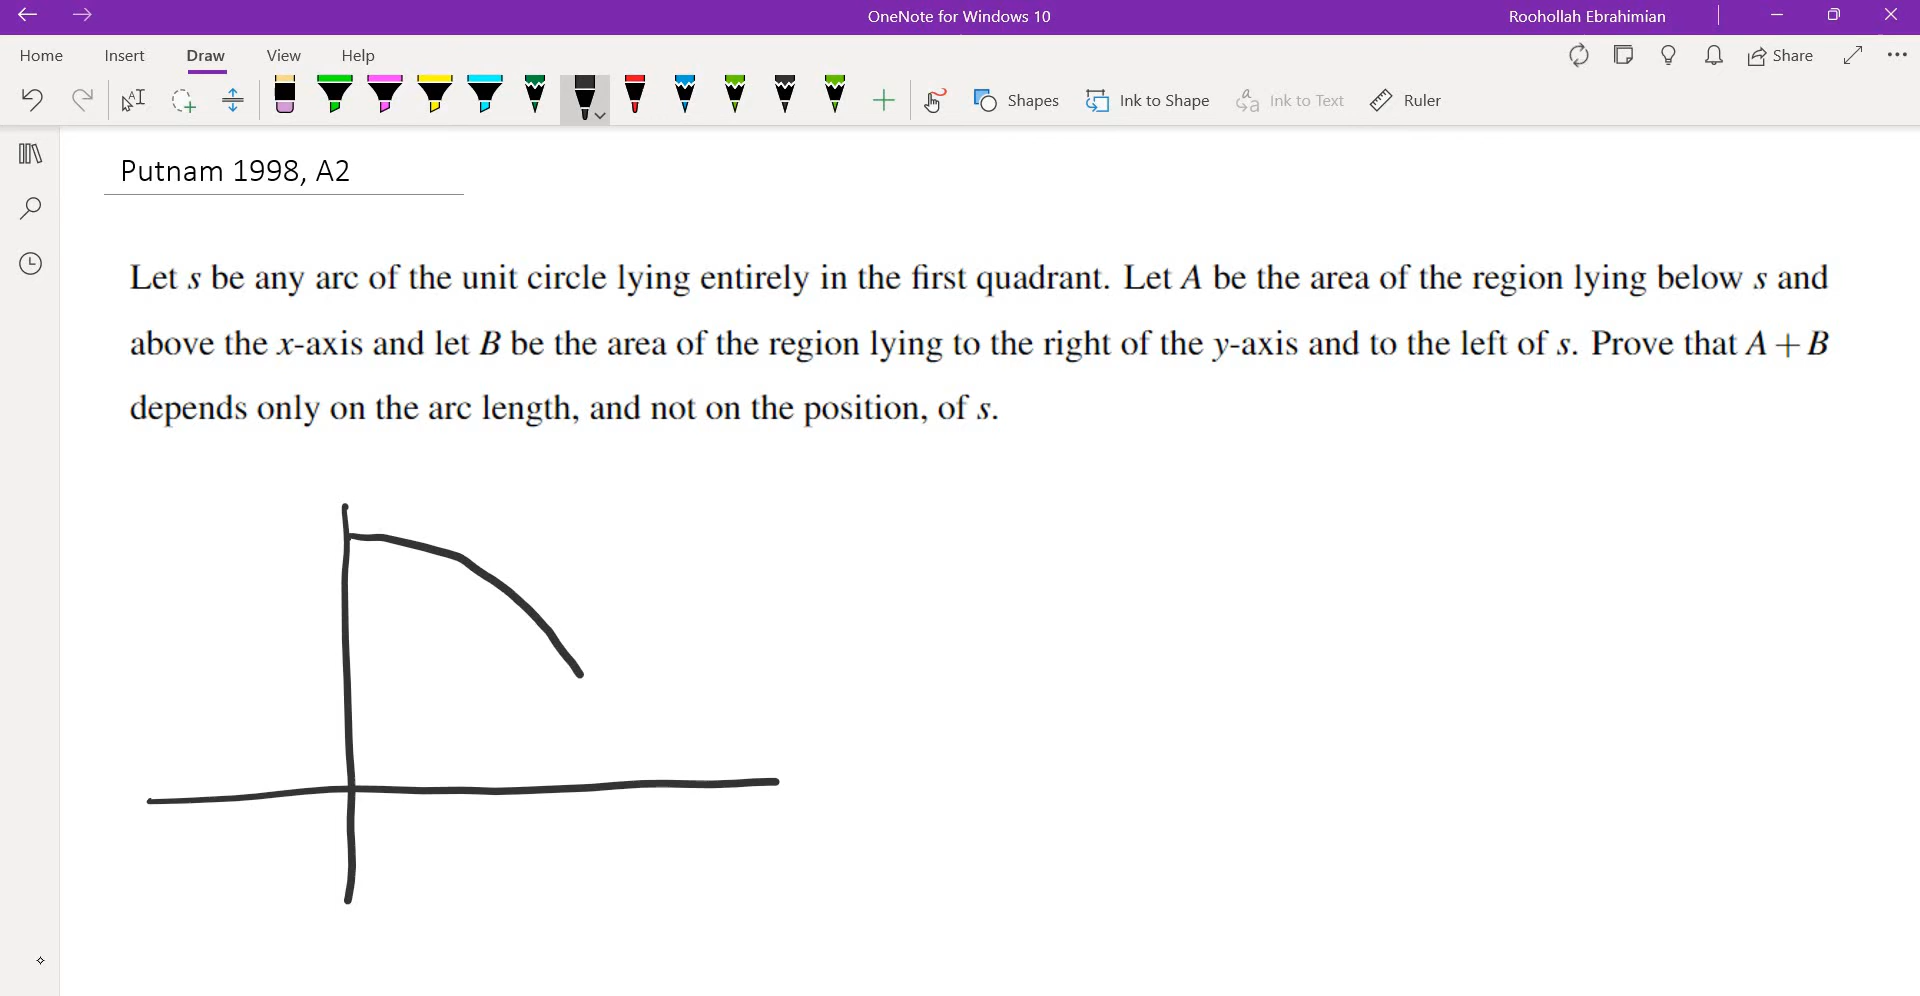 OneNote for Windows 10
Roohollah Ebrahimian
Home Insert Draw View Help
Share
Shapes Ink to Shape Ink to Text Ruler
Putnam 1998, A2
Let s be any arc of the unit circle lying entirely in the first quadrant. Let A be the area of the region lying below s and
above the x-axis and let B be the area of the region lying to the right of the y-axis and to the left of s. Prove that A + B
depends only on the arc length, and not on the position, of s.